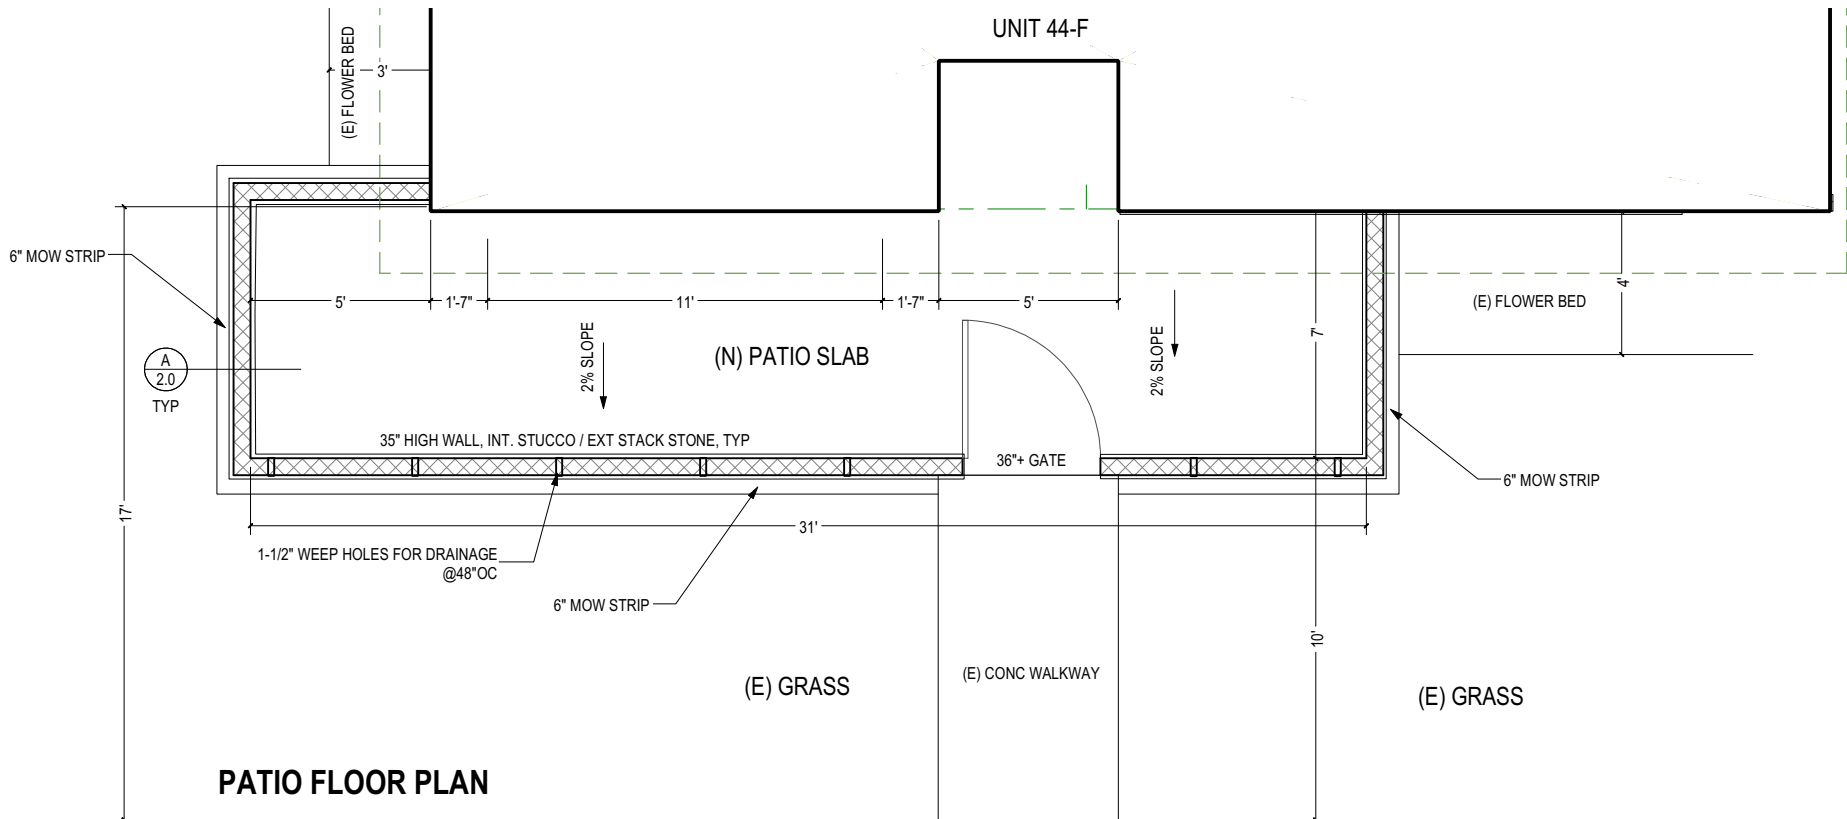 UNIT 44-F
(E) FLOWER BED
3'
6" MOW STRIP
5'
1'-7"
11'
1'-7"
5'
4'
(E) FLOWER BED
7'
2% SLOPE
(N) PATIO SLAB
2% SLOPE
A
2.0
TYP
35" HIGH WALL, INT. STUCCO / EXT STACK STONE, TYP
36"+ GATE
6" MOW STRIP
17'
31'
1-1/2" WEEP HOLES FOR DRAINAGE
@48"OC
6" MOW STRIP
10'
(E) GRASS
(E) CONC WALKWAY
(E) GRASS
PATIO FLOOR PLAN